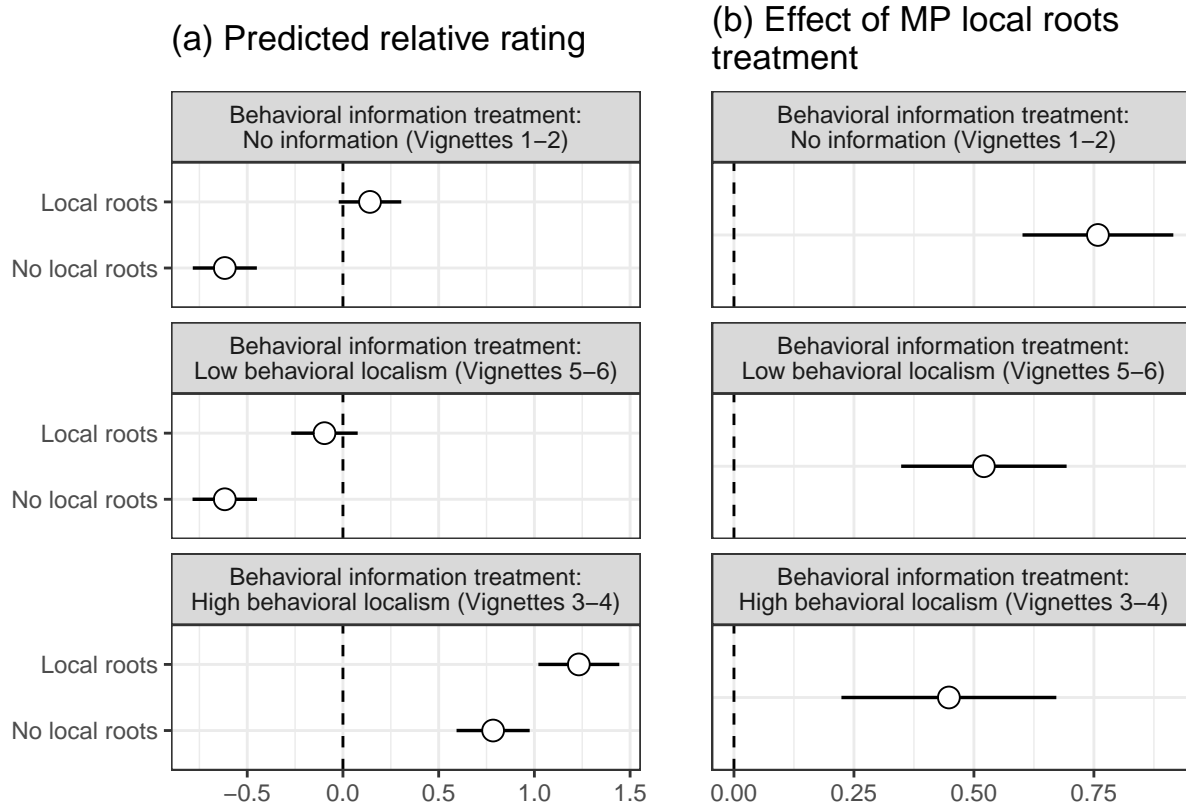 (a) Predicted relative rating
Behavioral information treatment:
No information (Vignettes 1−2)
Local roots
No local roots
Behavioral information treatment:
Low behavioral localism (Vignettes 5−6)
Local roots
No local roots
Behavioral information treatment:
High behavioral localism (Vignettes 3−4)
Local roots
No local roots
−0.5 0.0 0.5 1.0 1.5
(b) Effect of MP local roots
treatment
Behavioral information treatment:
No information (Vignettes 1−2)
Behavioral information treatment:
Low behavioral localism (Vignettes 5−6)
Behavioral information treatment:
High behavioral localism (Vignettes 3−4)
0.00 0.25 0.50 0.75